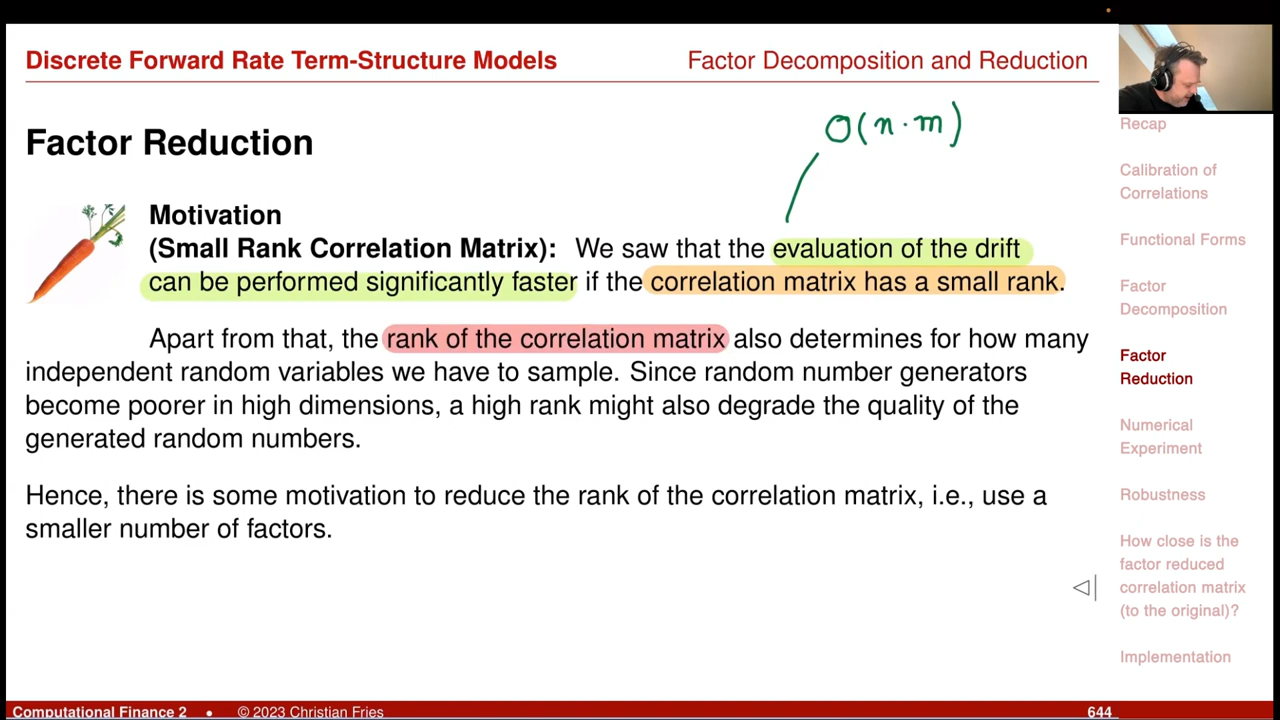 Discrete Forward Rate Term-Structure Models
Factor Decomposition and Reduction
Factor Reduction
O(n·m)
Motivation
(Small Rank Correlation Matrix): We saw that the evaluation of the drift
can be performed significantly faster if the correlation matrix has a small rank.
Apart from that, the rank of the correlation matrix also determines for how many
independent random variables we have to sample. Since random number generators
become poorer in high dimensions, a high rank might also degrade the quality of the
generated random numbers.
Hence, there is some motivation to reduce the rank of the correlation matrix, i.e., use a
smaller number of factors.
Recap
Calibration of
Correlations
Functional Forms
Factor
Decomposition
Factor
Reduction
Numerical
Experiment
Robustness
How close is the
factor reduced
correlation matrix
(to the original)?
Implementation
Computational Finance 2 • © 2023 Christian Fries
644